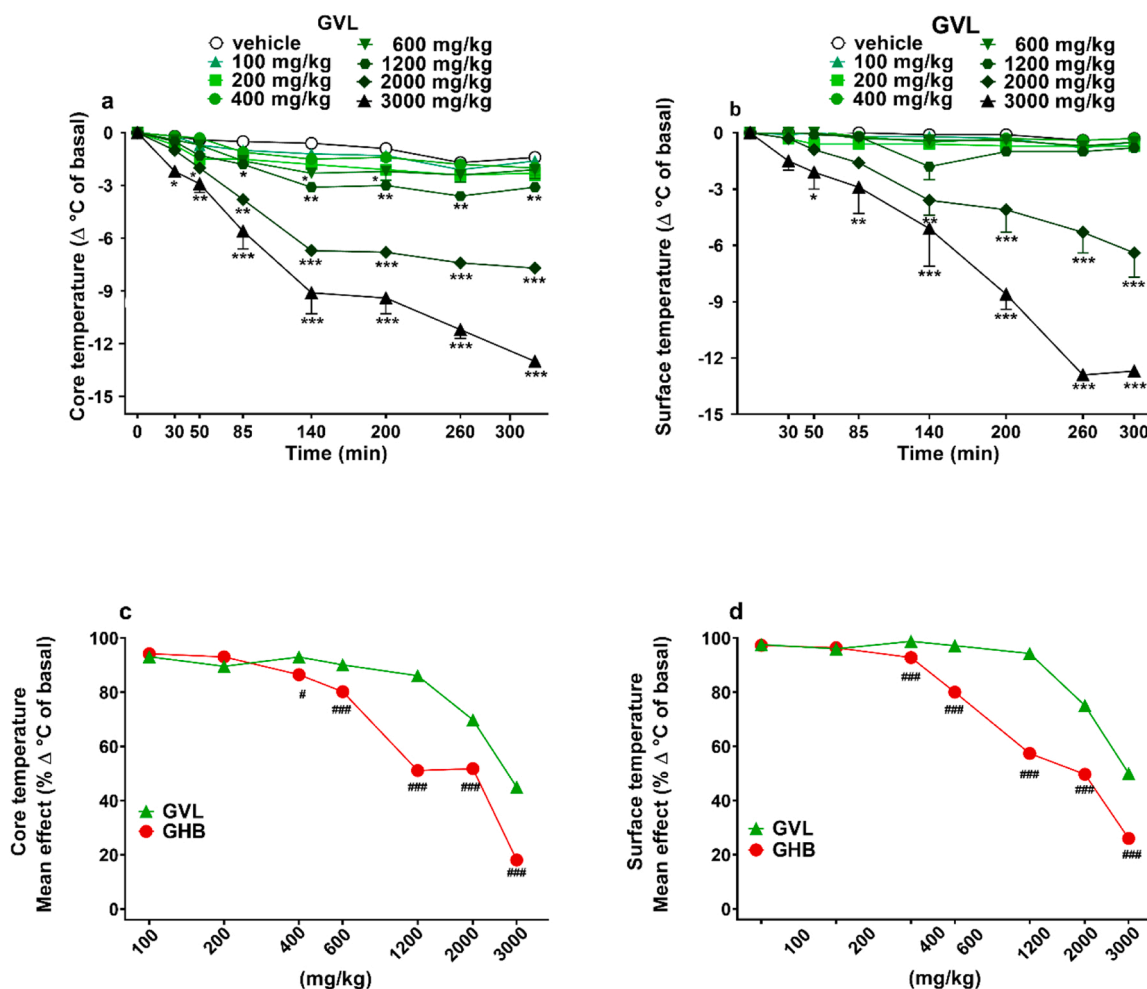 GVL
vehicle
100 mg/kg
200 mg/kg
400 mg/kg
600 mg/kg
1200 mg/kg
2000 mg/kg
3000 mg/kg
a
Core temperature (Δ °C of basal)
0
-3
-6
-9
-12
-15
* * ** * ** *** ** *** * ** *** *** * ** *** *** ** *** *** ** *** ***
0 30 50 85 140 200 260 300
Time (min)
GVL
vehicle
100 mg/kg
200 mg/kg
400 mg/kg
600 mg/kg
1200 mg/kg
2000 mg/kg
3000 mg/kg
b
Surface temperature (Δ °C of basal)
0
-3
-6
-9
-12
-15
* ** ** *** *** *** *** *** *** ***
30 50 85 140 200 260 300
Time (min)
c
Core temperature
Mean effect (% Δ °C of basal)
100
80
60
40
20
0
# ### ### ### ###
GVL
GHB
100 200 400 600 1200 2000 3000
(mg/kg)
d
Surface temperature
Mean effect (% Δ °C of basal)
100
80
60
40
20
0
### ### ### ### ###
GVL
GHB
100 200 400 600 1200 2000 3000
(mg/kg)